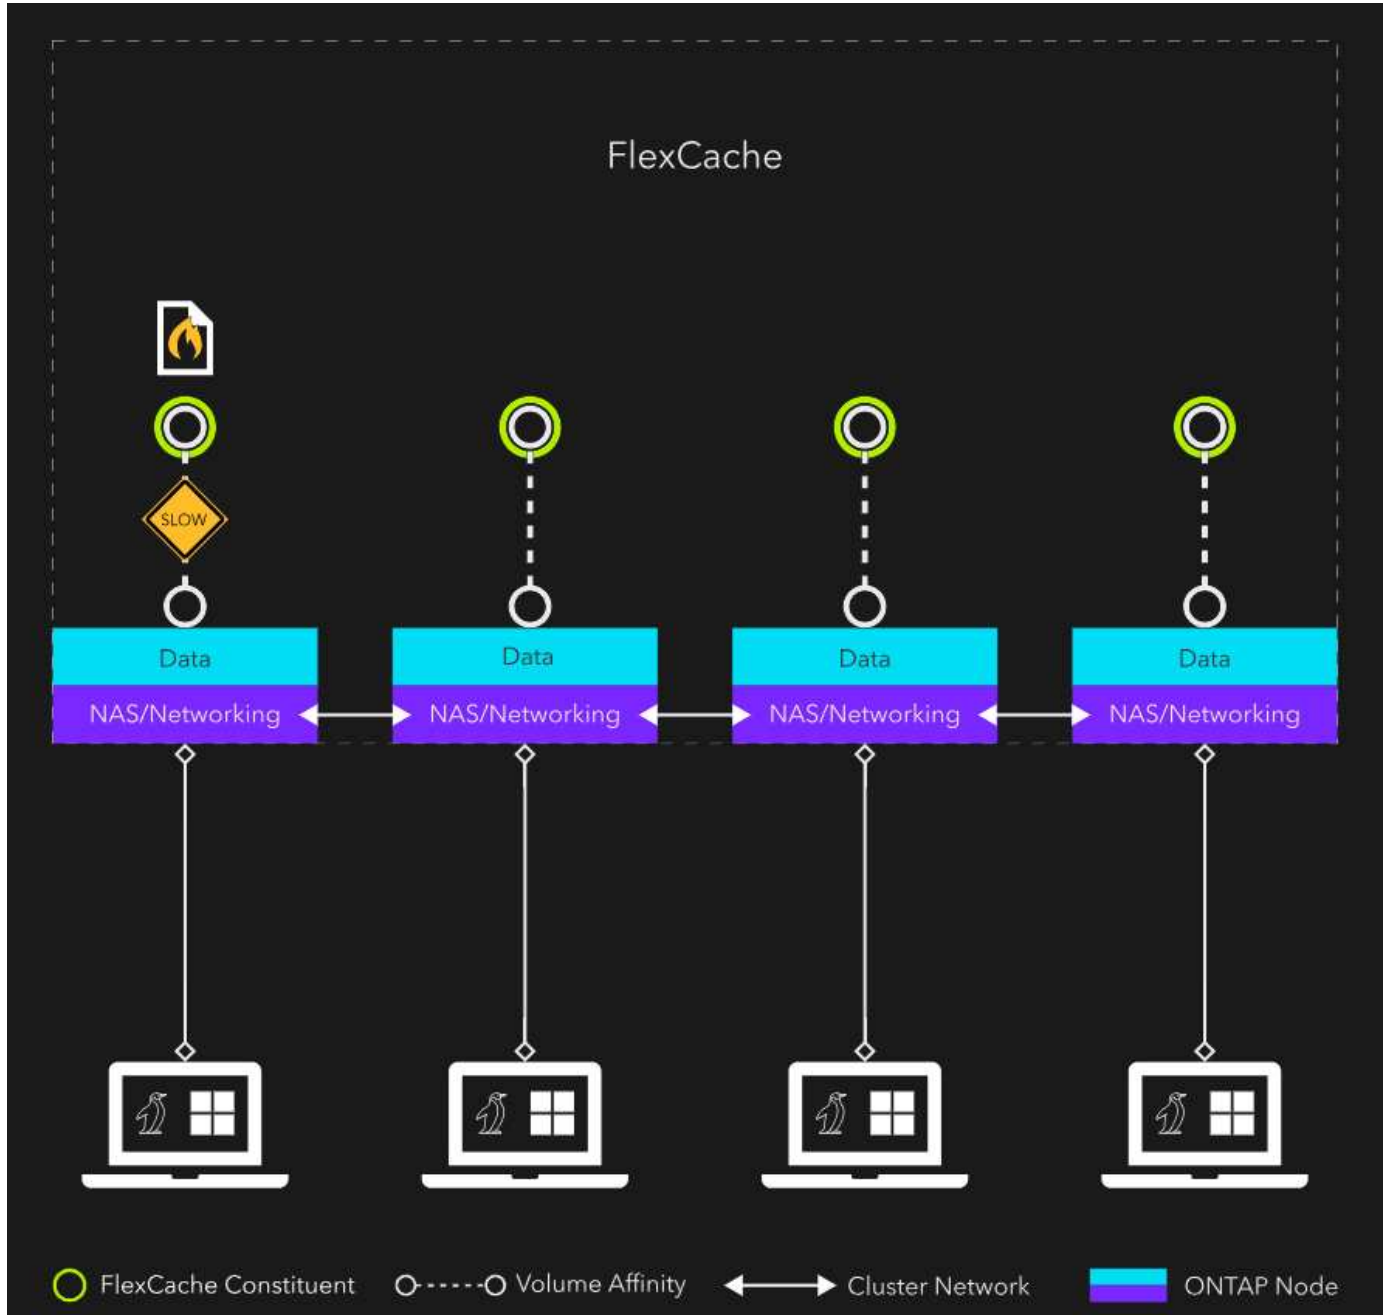 FlexCache
SLOW
Data Data Data Data
NAS/Networking NAS/Networking NAS/Networking NAS/Networking
FlexCache Constituent Volume Affinity Cluster Network ONTAP Node